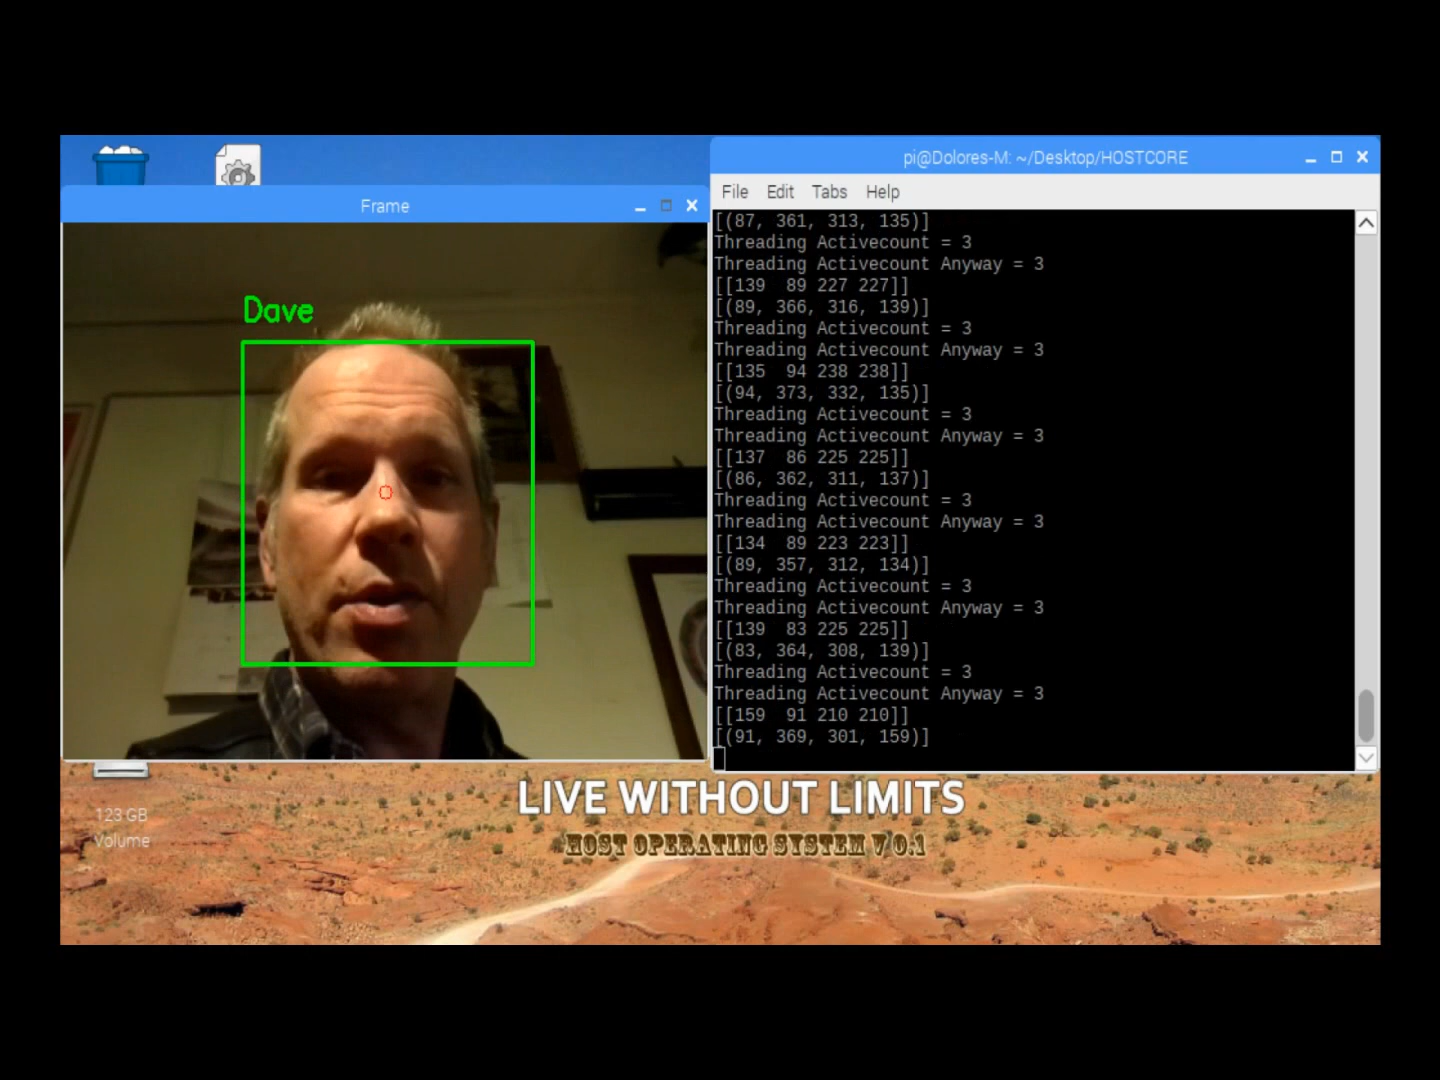 pi@Dolores-M: ~/Desktop/HOSTCORE
File Edit Tabs Help
Frame
Dave
[(87, 361, 313, 135)]
Threading Activecount = 3
Threading Activecount Anyway = 3
[[139  89 227 227]]
[(89, 366, 316, 139)]
Threading Activecount = 3
Threading Activecount Anyway = 3
[[135  94 238 238]]
[(94, 373, 332, 135)]
Threading Activecount = 3
Threading Activecount Anyway = 3
[[137  86 225 225]]
[(86, 362, 311, 137)]
Threading Activecount = 3
Threading Activecount Anyway = 3
[[134  89 223 223]]
[(89, 357, 312, 134)]
Threading Activecount = 3
Threading Activecount Anyway = 3
[[139  83 225 225]]
[(83, 364, 308, 139)]
Threading Activecount = 3
Threading Activecount Anyway = 3
[[159  91 210 210]]
[(91, 369, 301, 159)]
123 GB
Volume
LIVE WITHOUT LIMITS
HOST OPERATING SYSTEM V 0.1